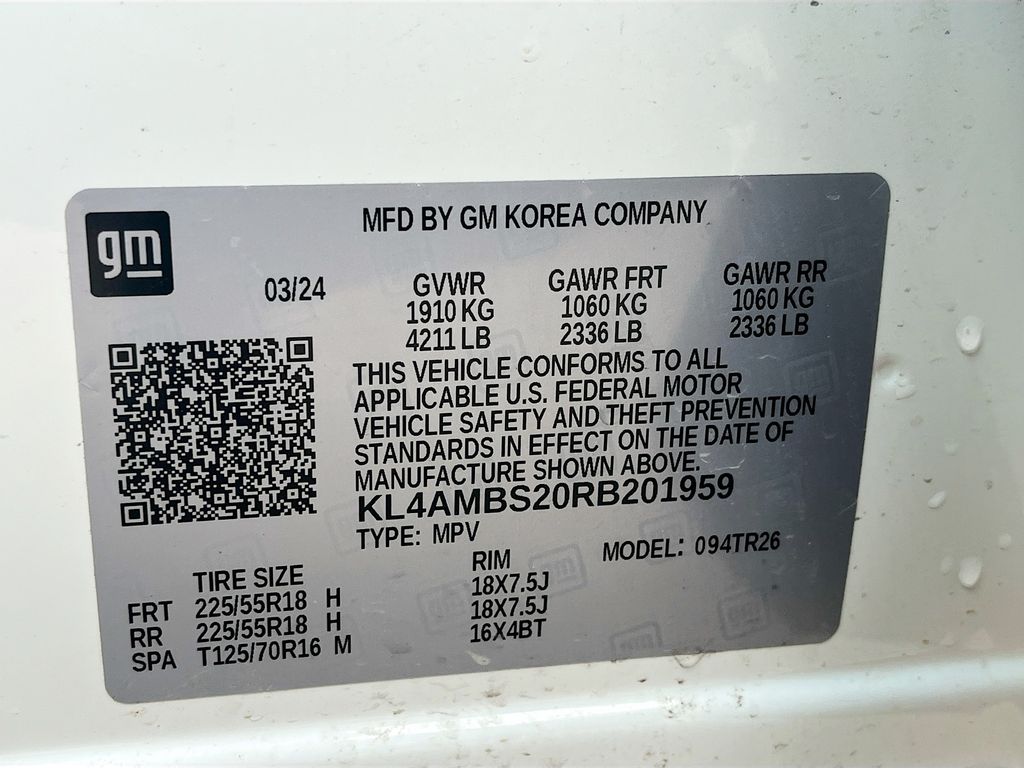 gm
MFD BY GM KOREA COMPANY
03/24 GVWR GAWR FRT GAWR RR
1910 KG 1060 KG 1060 KG
4211 LB 2336 LB 2336 LB
THIS VEHICLE CONFORMS TO ALL
APPLICABLE U.S. FEDERAL MOTOR
VEHICLE SAFETY AND THEFT PREVENTION
STANDARDS IN EFFECT ON THE DATE OF
MANUFACTURE SHOWN ABOVE.
KL4AMBS20RB201959
TYPE: MPV MODEL: 094TR26
TIRE SIZE RIM
FRT 225/55R18 H 18X7.5J
RR 225/55R18 H 18X7.5J
SPA T125/70R16 M 16X4BT